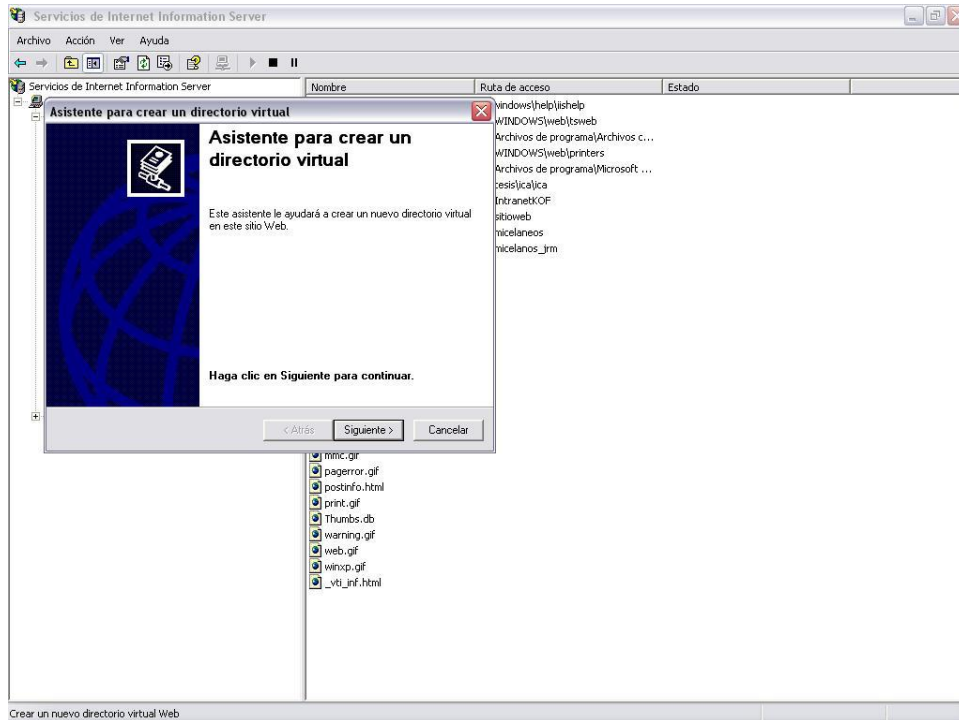 Servicios de Internet Information Server
Archivo Acción Ver Ayuda
Servicios de Internet Information Server
Nombre Ruta de acceso Estado
Asistente para crear un directorio virtual
Asistente para crear un
directorio virtual
Este asistente le ayudará a crear un nuevo directorio virtual
en este sitio Web.
Haga clic en Siguiente para continuar.
< Atrás Siguiente > Cancelar
windows\help\iishelp
WINDOWS\web\tsweb
Archivos de programa\Archivos c...
WINDOWS\web\printers
Archivos de programa\Microsoft ...
tesis\ica\ica
IntranetKOF
sitioweb
micelaneos
micelanos_jrm
mmc.gif
pagerror.gif
postinfo.html
print.gif
Thumbs.db
warning.gif
web.gif
winxp.gif
_vti_inf.html
Crear un nuevo directorio virtual Web